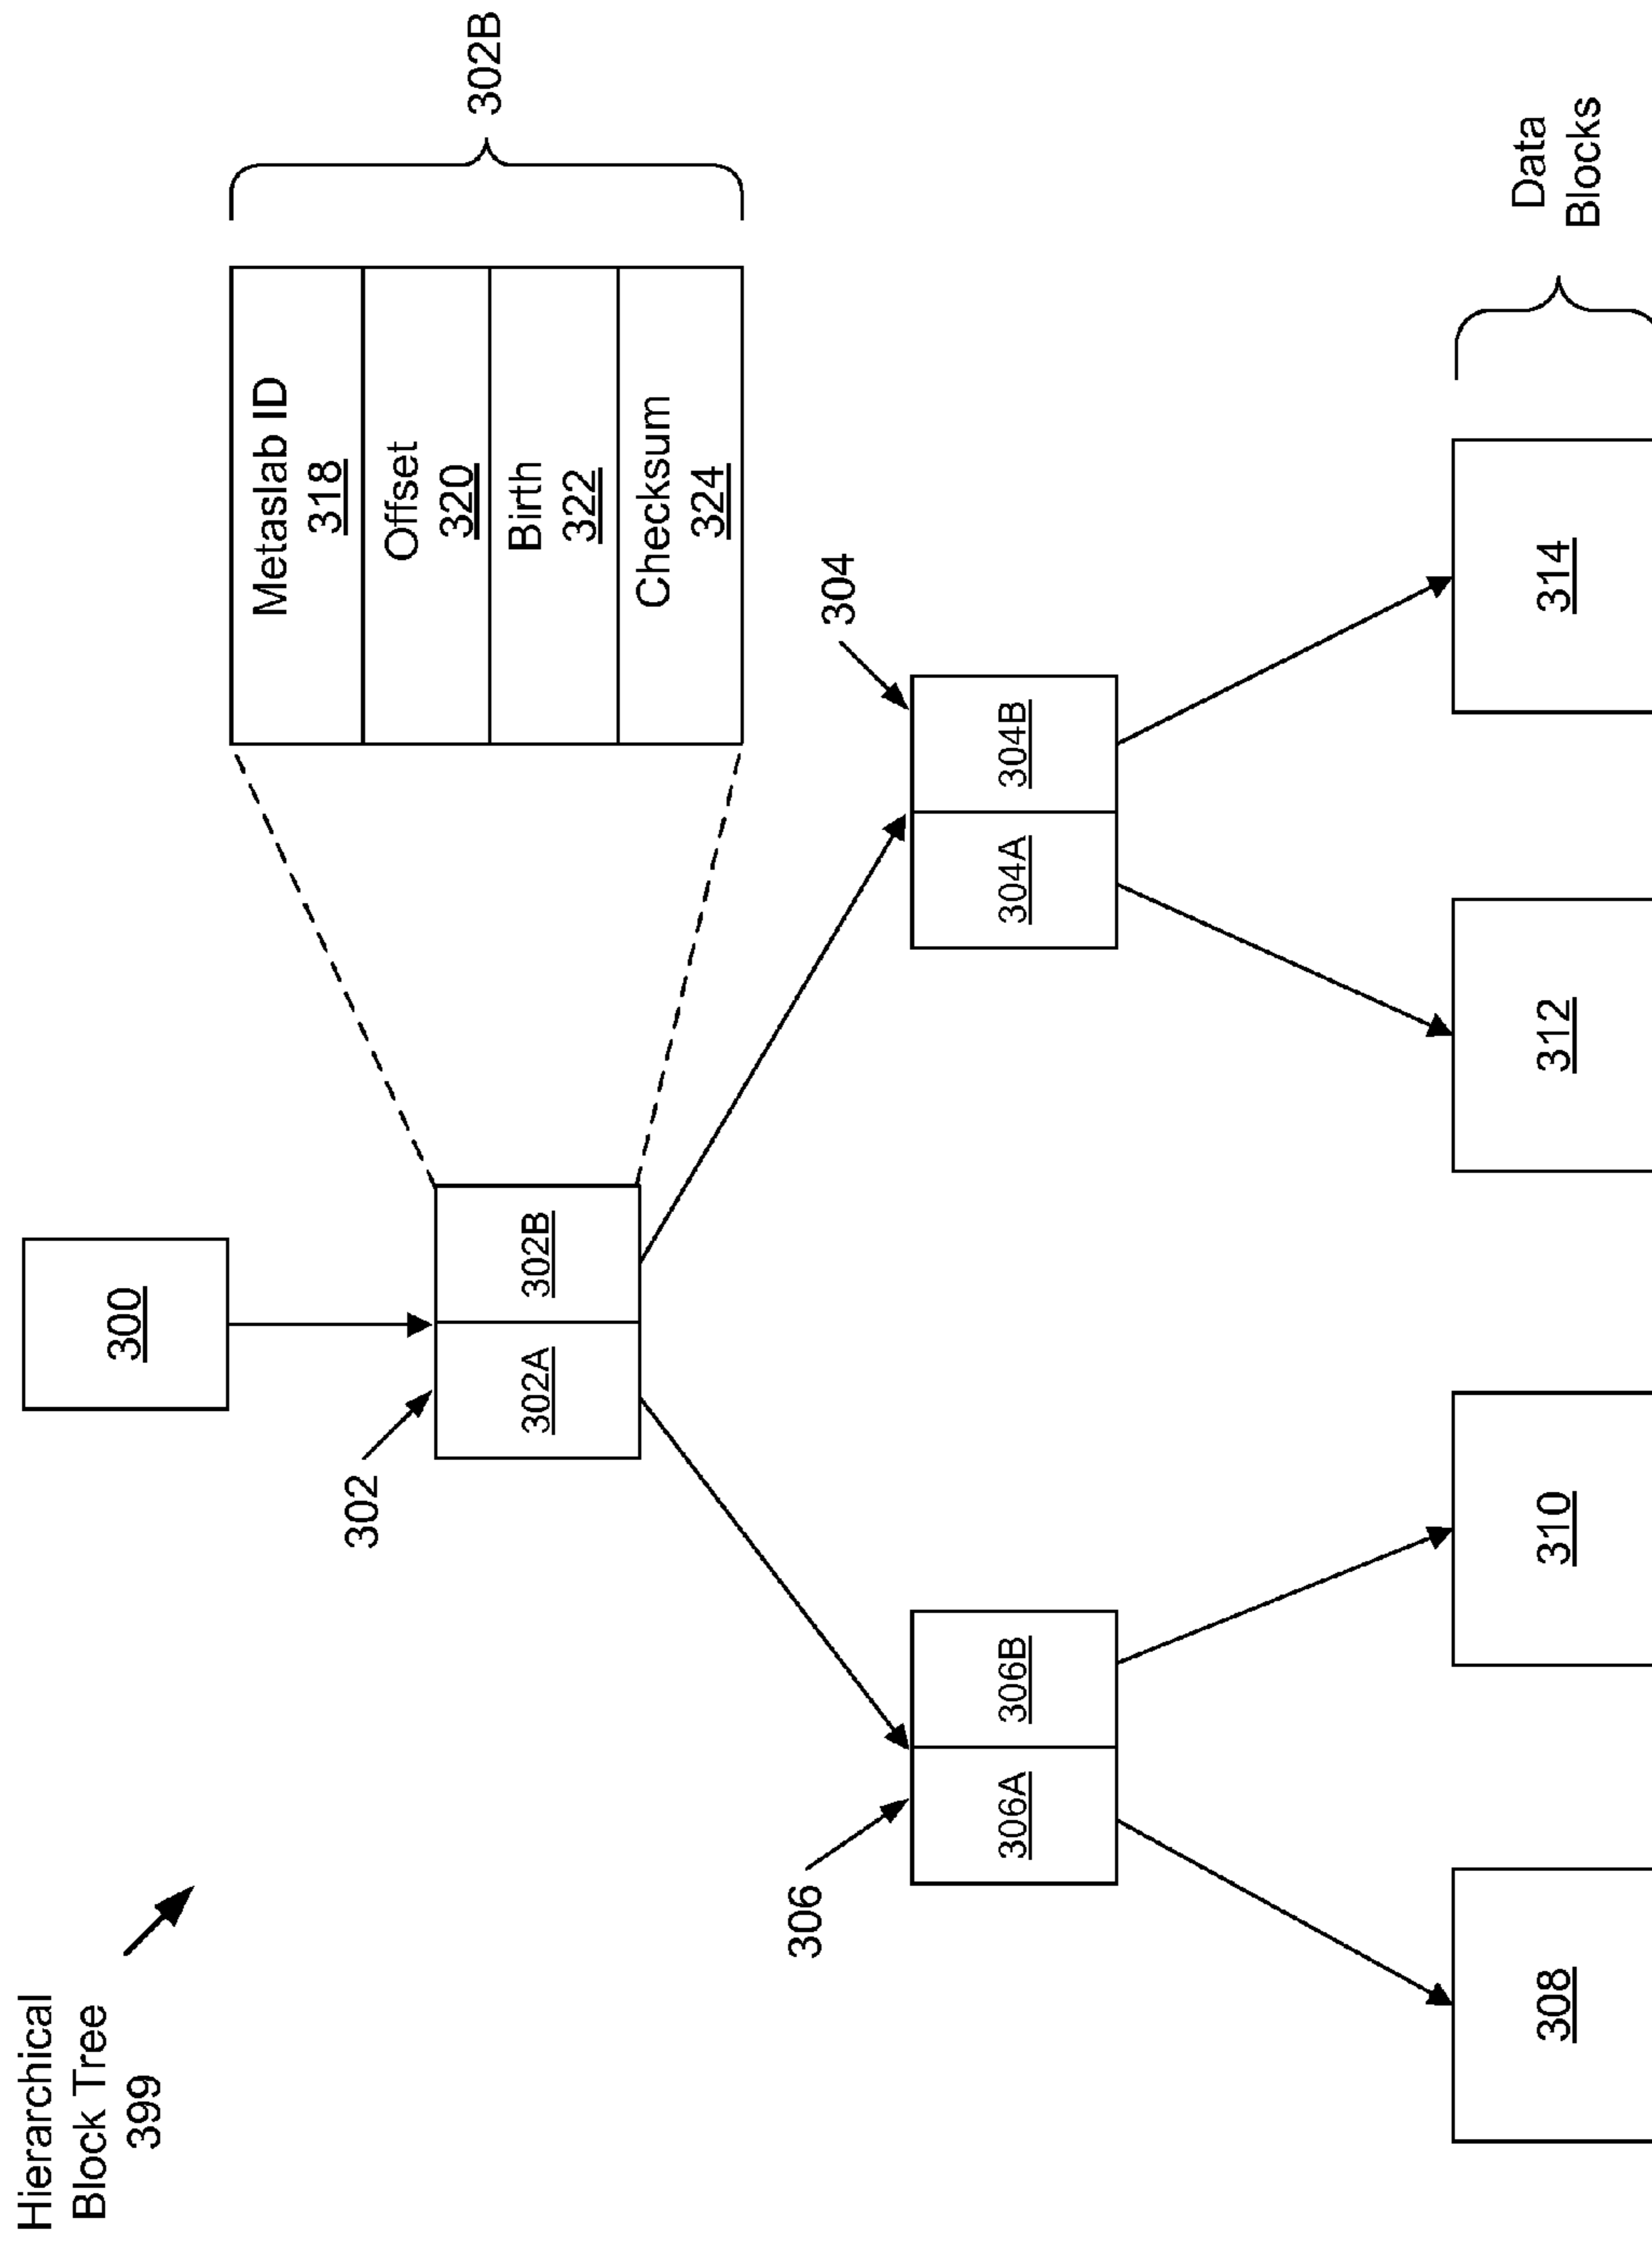 Hierarchical
Block Tree
399
300
302
302A
302B
Metaslab ID
318
Offset
320
Birth
322
Checksum
324
302B
306
306A
306B
304
304A
304B
308
310
312
314
Data
Blocks